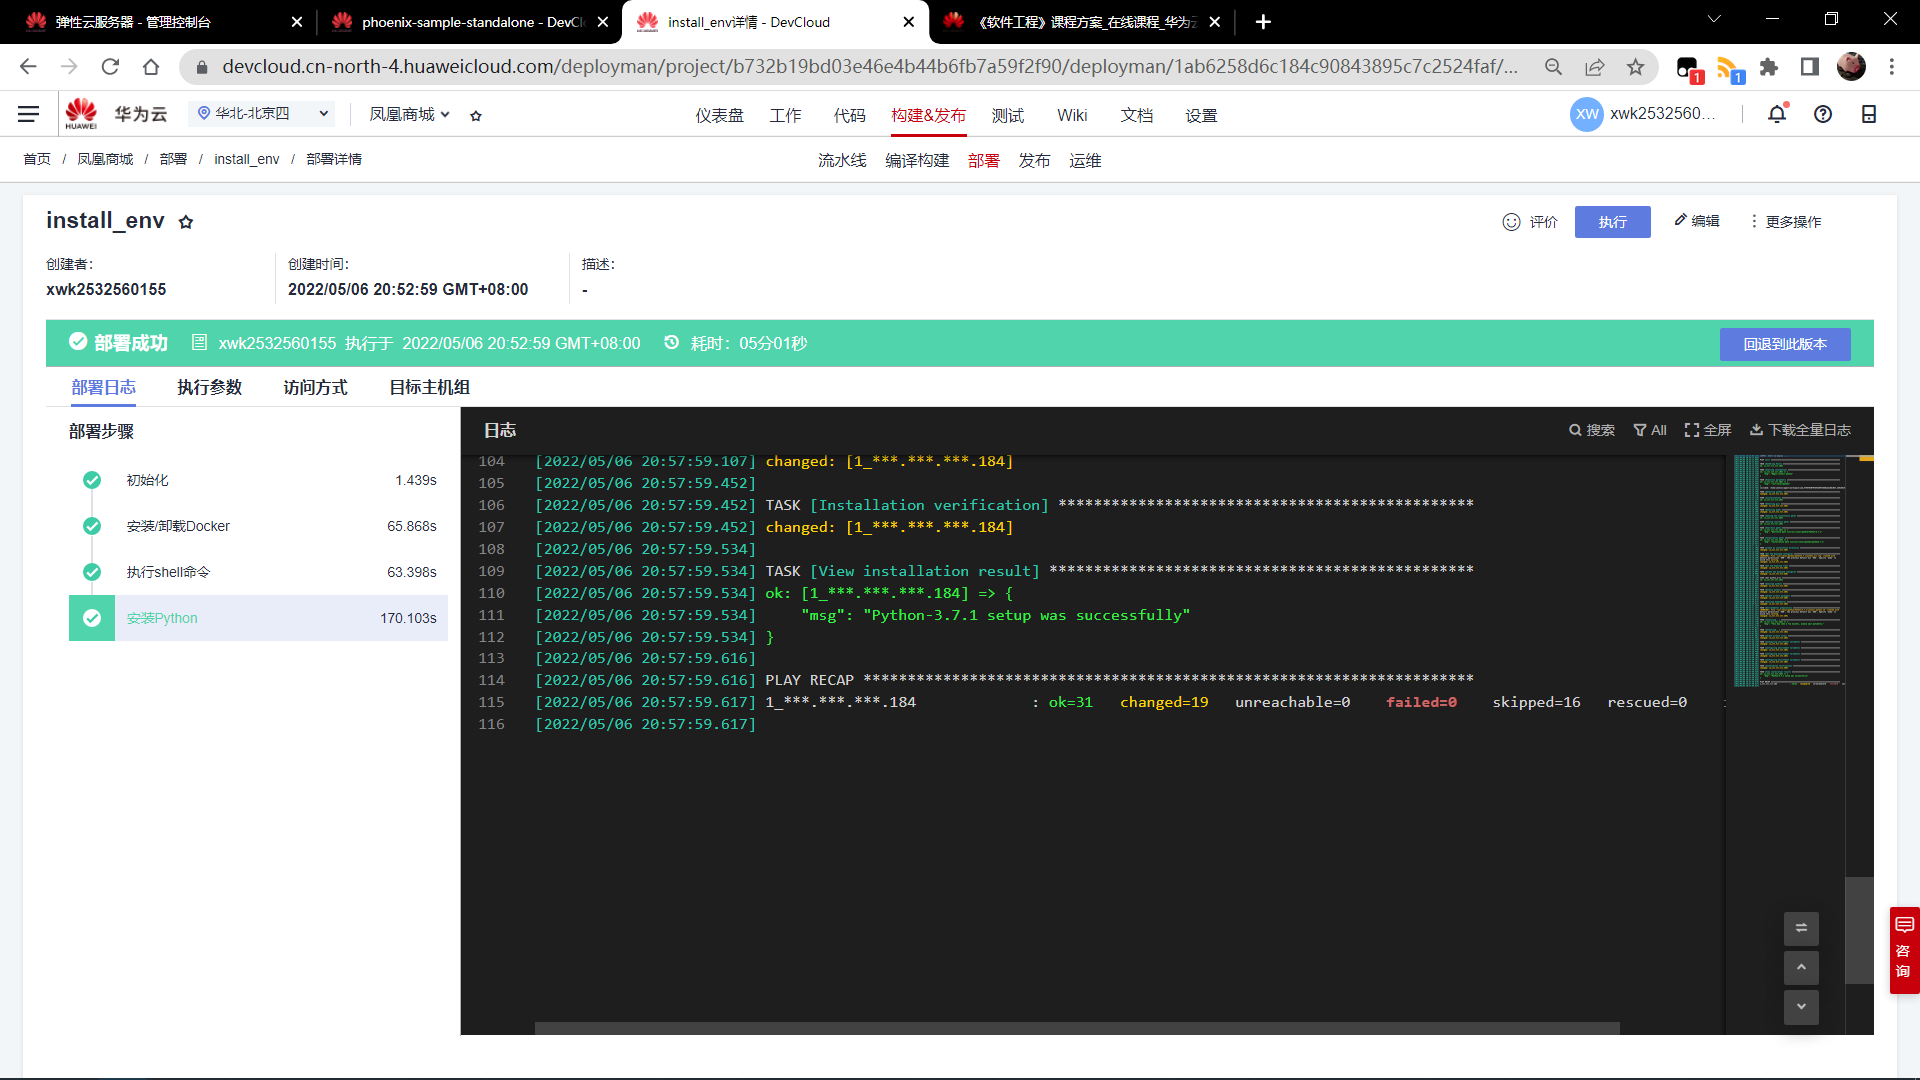 弹性云服务器 - 管理控制台
phoenix-sample-standalone - DevCl
install_env详情 - DevCloud
《软件工程》课程方案_在线课程_华为云
devcloud.cn-north-4.huaweicloud.com/deployman/project/b732b19bd03e46e4b44b6fb7a59f2f90/deployman/1ab6258d6c184c90843895c7c2524faf/...
1
1
HUAWEI
华为云
华北-北京四
凤凰商城
仪表盘 工作 代码 构建&发布 测试 Wiki 文档 设置
XW xwk2532560...
首页 / 凤凰商城 / 部署 / install_env / 部署详情
流水线 编译构建 部署 发布 运维
install_env
评价 执行 编辑 更多操作
创建者:
xwk2532560155
创建时间:
2022/05/06 20:52:59 GMT+08:00
描述:
-
部署成功 xwk2532560155 执行于 2022/05/06 20:52:59 GMT+08:00 耗时: 05分01秒
回退到此版本
部署日志 执行参数 访问方式 目标主机组
部署步骤
初始化 1.439s
安装/卸载Docker 65.868s
执行shell命令 63.398s
安装Python 170.103s
日志
搜索 All 全屏 下载全量日志
104 [2022/05/06 20:57:59.107] changed: [1_***.***.***.184]
105 [2022/05/06 20:57:59.452]
106 [2022/05/06 20:57:59.452] TASK [Installation verification] ***********************************************
107 [2022/05/06 20:57:59.452] changed: [1_***.***.***.184]
108 [2022/05/06 20:57:59.534]
109 [2022/05/06 20:57:59.534] TASK [View installation result] ************************************************
110 [2022/05/06 20:57:59.534] ok: [1_***.***.***.184] => {
111 [2022/05/06 20:57:59.534] "msg": "Python-3.7.1 setup was successfully"
112 [2022/05/06 20:57:59.534] }
113 [2022/05/06 20:57:59.616]
114 [2022/05/06 20:57:59.616] PLAY RECAP *********************************************************************
115 [2022/05/06 20:57:59.617] 1_***.***.***.184 : ok=31 changed=19 unreachable=0 failed=0 skipped=16 rescued=0
116 [2022/05/06 20:57:59.617]
咨
询